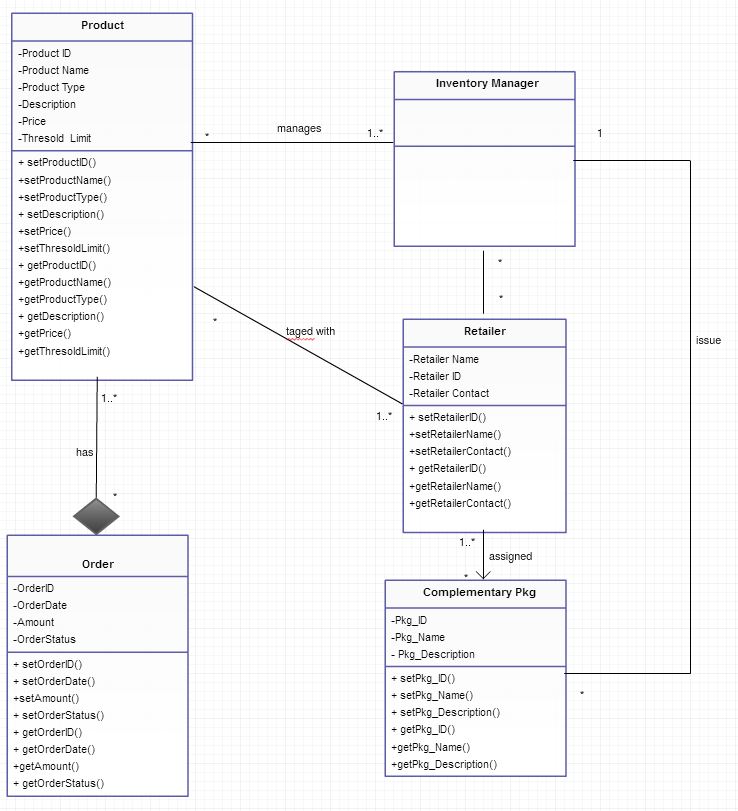 Product
-Product ID
-Product Name
-Product Type
-Description
-Price
-Thresold Limit
+ setProductID()
+setProductName()
+setProductType()
+ setDescription()
+setPrice()
+setThresoldLimit()
+ getProductID()
+getProductName()
+getProductType()
+ getDescription()
+getPrice()
+getThresoldLimit()
* manages 1..*
Inventory Manager
1
*
*
issue
* taged with
1..*
Retailer
-Retailer Name
-Retailer ID
-Retailer Contact
+ setRetailerID()
+setRetailerName()
+setRetailerContact()
+ getRetailerID()
+getRetailerName()
+getRetailerContact()
1..*
has
*
Order
-OrderID
-OrderDate
-Amount
-OrderStatus
+ setOrderID()
+ setOrderDate()
+setAmount()
+ setOrderStatus()
+ getOrderID()
+ getOrderDate()
+getAmount()
+ getOrderStatus()
1..*
assigned
*
Complementary Pkg
-Pkg_ID
-Pkg_Name
- Pkg_Description
+ setPkg_ID()
+ setPkg_Name()
+ setPkg_Description()
+ getPkg_ID()
+getPkg_Name()
+getPkg_Description()
*